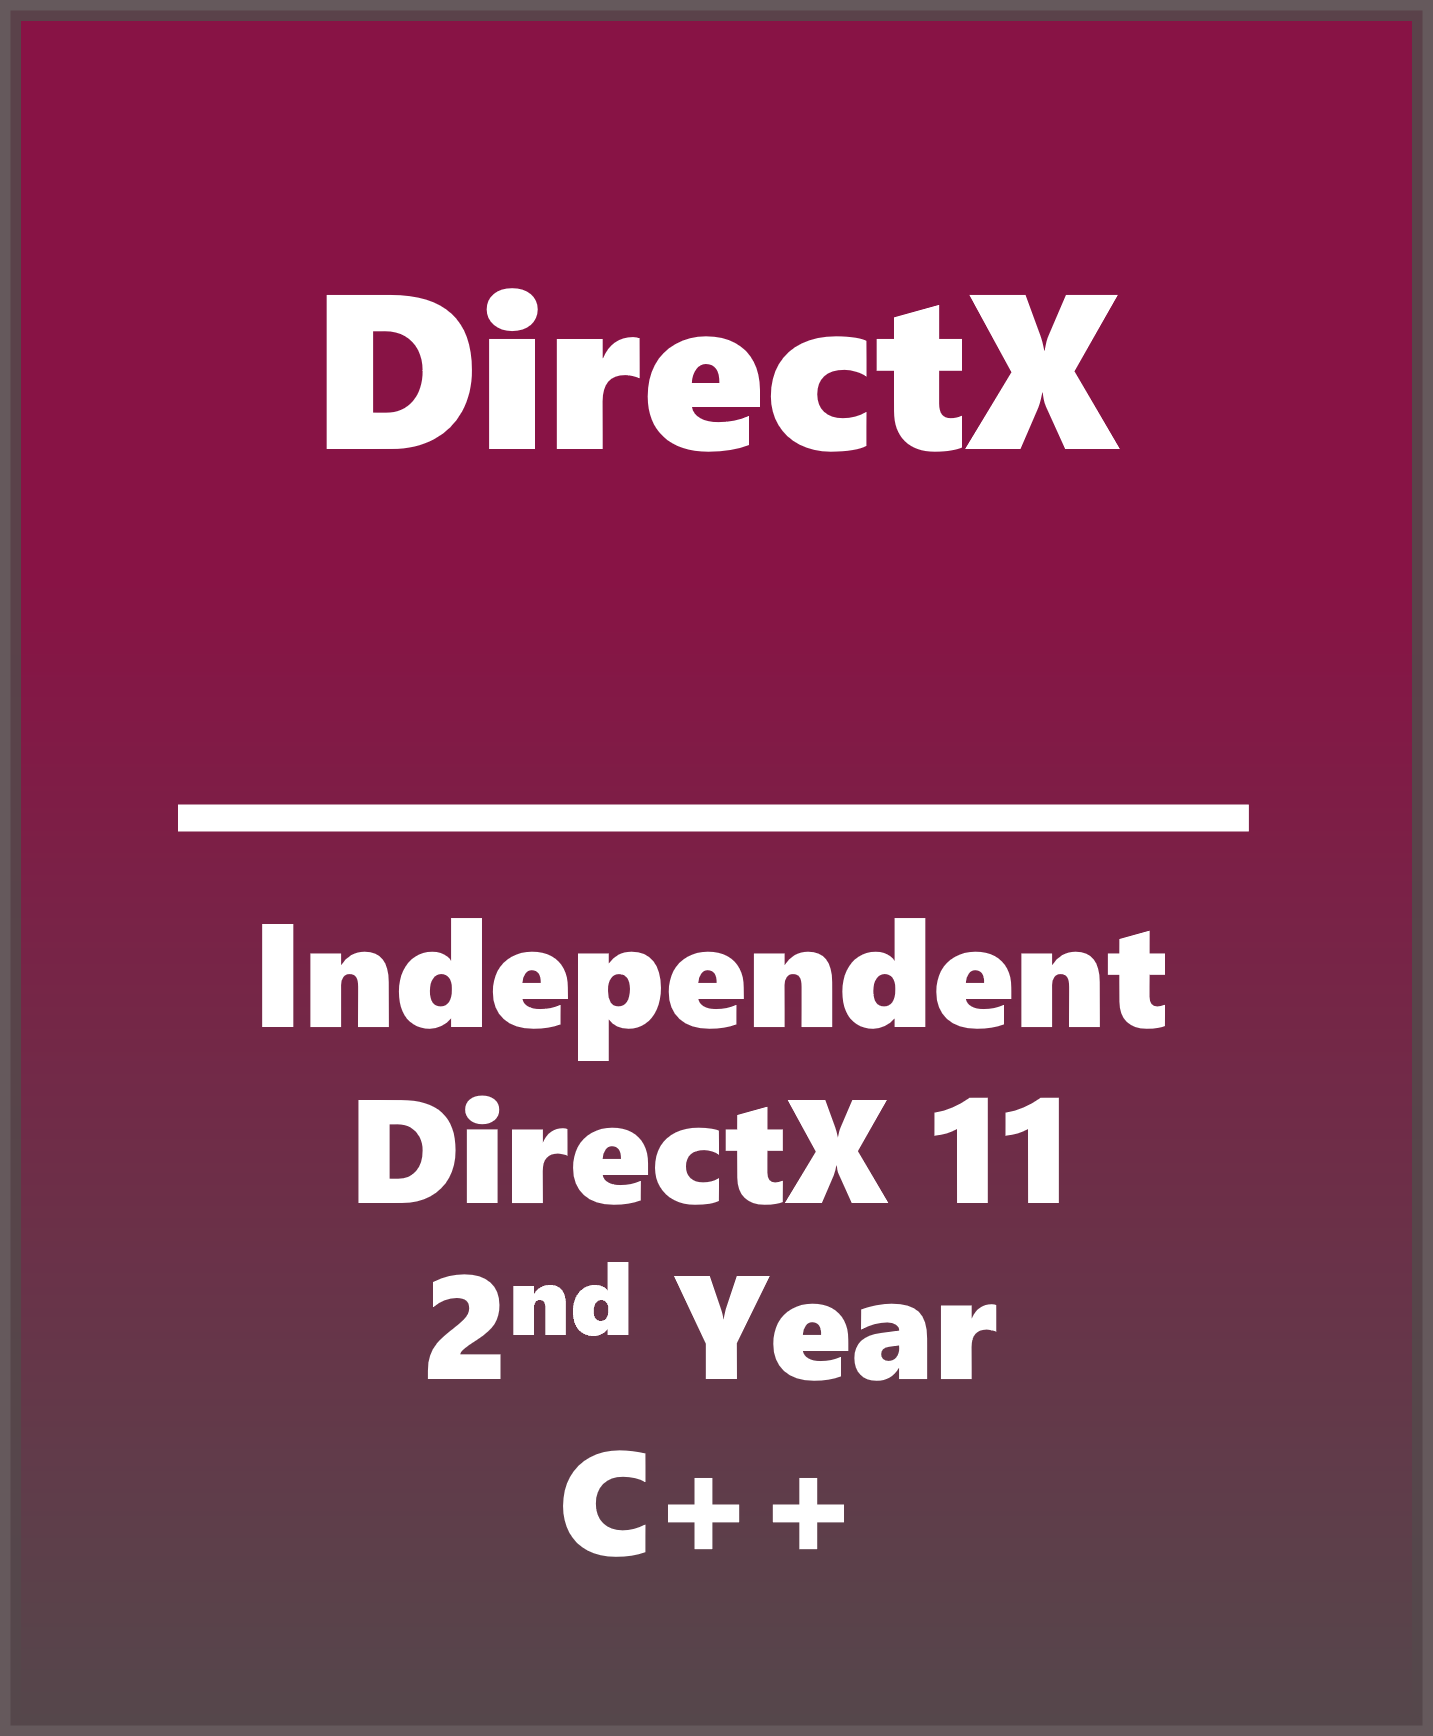 DirectX
Independent
DirectX 11
2nd Year
C++